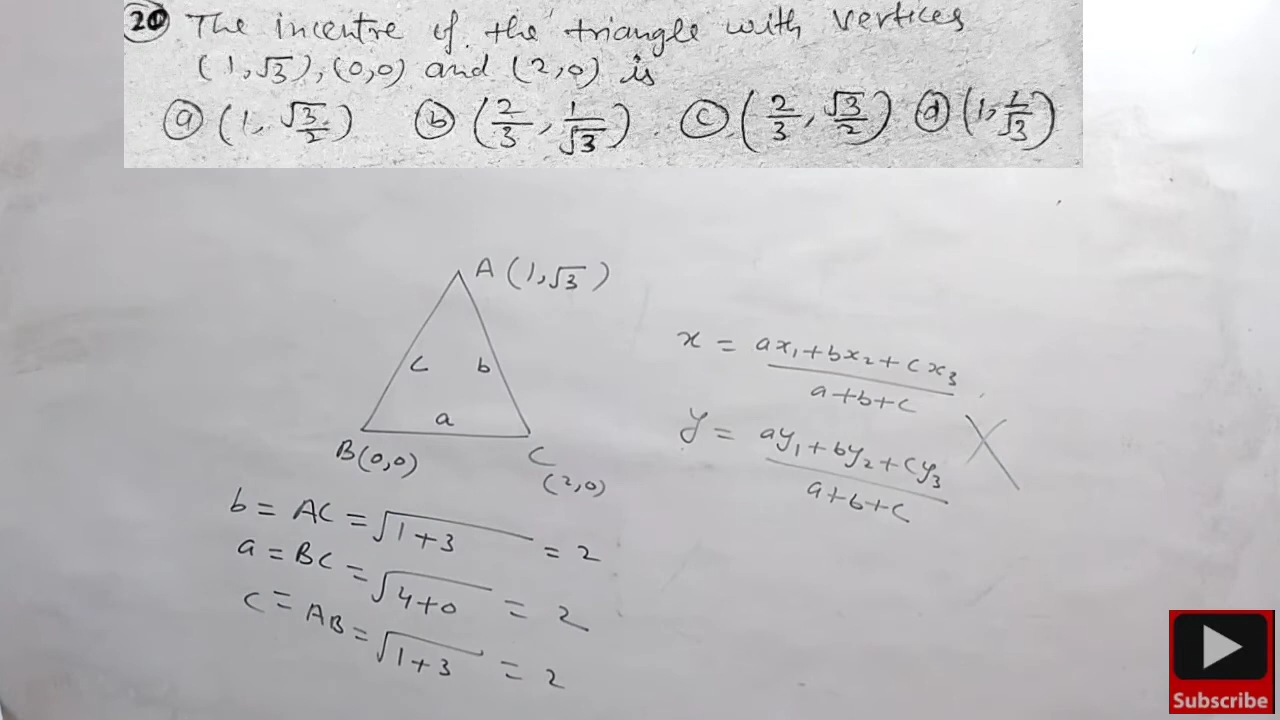 20 The incentre of the triangle with vertices
(1,√3), (0,0) and (2,0) is
ⓐ (1, √3/2) ⓑ (2/3, 1/√3) ⓒ (2/3, √3/2) ⓓ (1, 1/√3)
A (1,√3)
c b
a
B(0,0)
C
(2,0)
x = ax₁+bx₂+cx₃
a+b+c
y = ay₁+by₂+cy₃
a+b+c
b = AC = √1+3 = 2
a = BC = √4+0 = 2
c = AB = √1+3 = 2
Subscribe